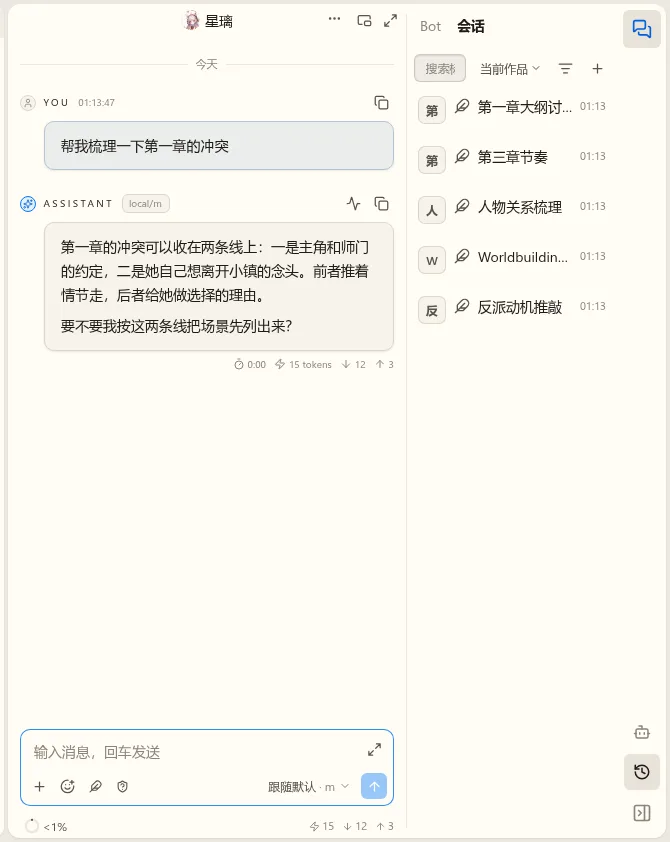 星璃
今天
YOU 01:13:47
帮我梳理一下第一章的冲突
ASSISTANT local/m
第一章的冲突可以收在两条线上：一是主角和师门
的约定，二是她自己想离开小镇的念头。前者推着
情节走，后者给她做选择的理由。
要不要我按这两条线把场景先列出来？
0:00 15 tokens 12 3
输入消息，回车发送
跟随默认 · m
<1% 15 12 3
Bot 会话
搜索 当前作品
第 第一章大纲讨... 01:13
第 第三章节奏 01:13
人 人物关系梳理 01:13
W Worldbuildin... 01:13
反 反派动机推敲 01:13